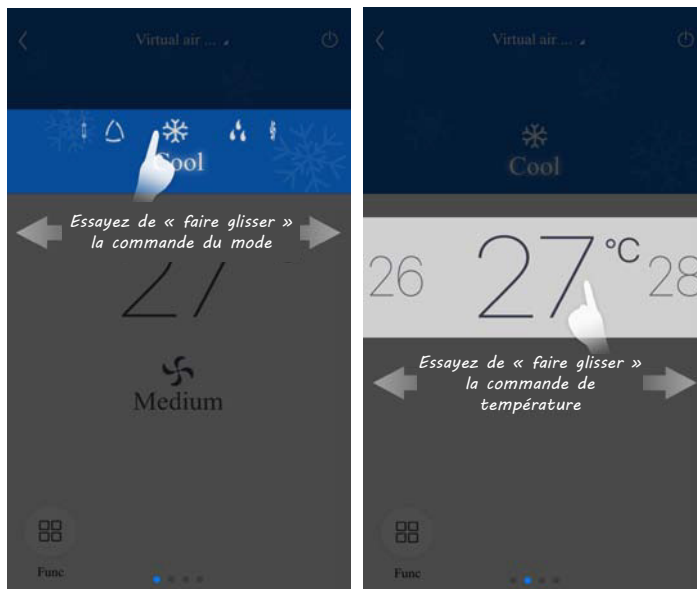 Virtual air ...
Cool
Essayez de « faire glisser »
la commande du mode
27
Medium
Func
Virtual air ...
Cool
26 27°C 28
Essayez de « faire glisser »
la commande de
température
Func